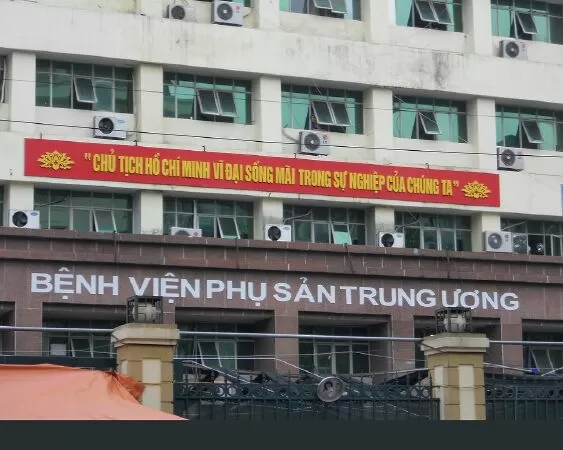 "CHỦ TỊCH HỒ CHÍ MINH VĨ ĐẠI SỐNG MÃI TRONG SỰ NGHIỆP CỦA CHÚNG TA"
BỆNH VIỆN PHỤ SẢN TRUNG ƯƠNG